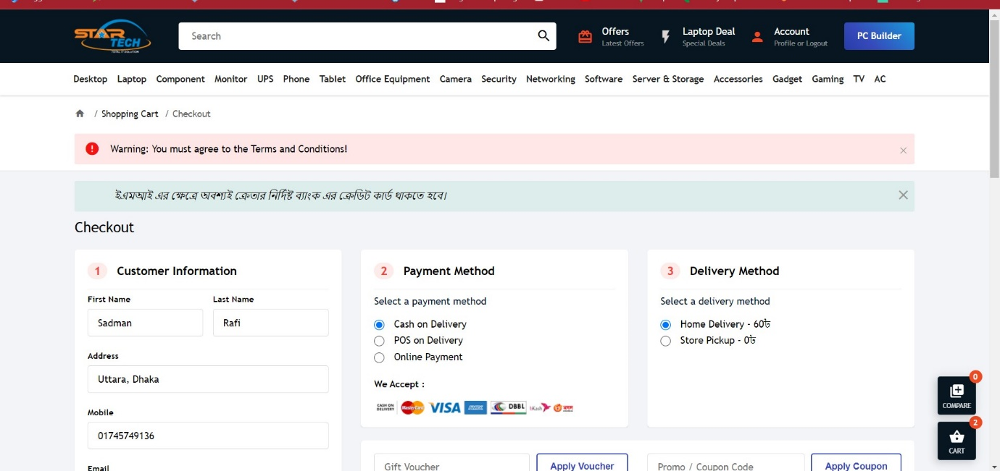 STAR TECH
TOTAL IT SOLUTION
Search
Offers
Latest Offers
Laptop Deal
Special Deals
Account
Profile or Logout
PC Builder
Desktop Laptop Component Monitor UPS Phone Tablet Office Equipment Camera Security Networking Software Server & Storage Accessories Gadget Gaming TV AC
/ Shopping Cart / Checkout
Warning: You must agree to the Terms and Conditions!
ইএমআই এর ক্ষেত্রে অবশ্যই ক্রেতার নির্দিষ্ট ব্যাংক এর ক্রেডিট কার্ড থাকতে হবে।
Checkout
1 Customer Information
First Name Last Name
Sadman Rafi
Address
Uttara, Dhaka
Mobile
01745749136
Email
2 Payment Method
Select a payment method
Cash on Delivery
POS on Delivery
Online Payment
We Accept :
CASH ON DELIVERY MasterCard VISA AMEX DBBL bKash নগদ
3 Delivery Method
Select a delivery method
Home Delivery - 60৳
Store Pickup - 0৳
Gift Voucher Apply Voucher
Promo / Coupon Code Apply Coupon
0
COMPARE
2
CART